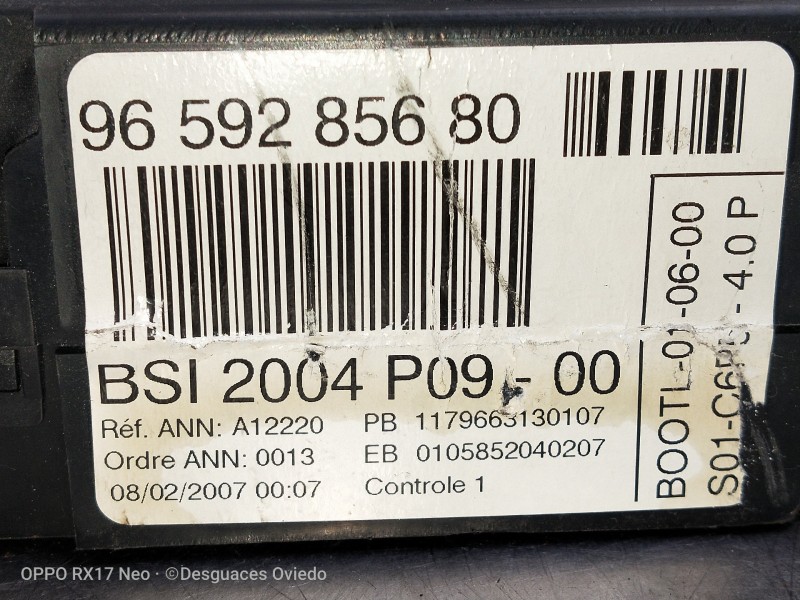 96 592 856 80
BSI 2004 P09 - 00
Réf. ANN: A12220 PB 1179663130107
Ordre ANN: 0013 EB 0105852040207
08/02/2007 00:07 Controle 1
BOOTL-01-06-00
- 4.0 P
OPPO RX17 Neo · ©Desguaces Oviedo